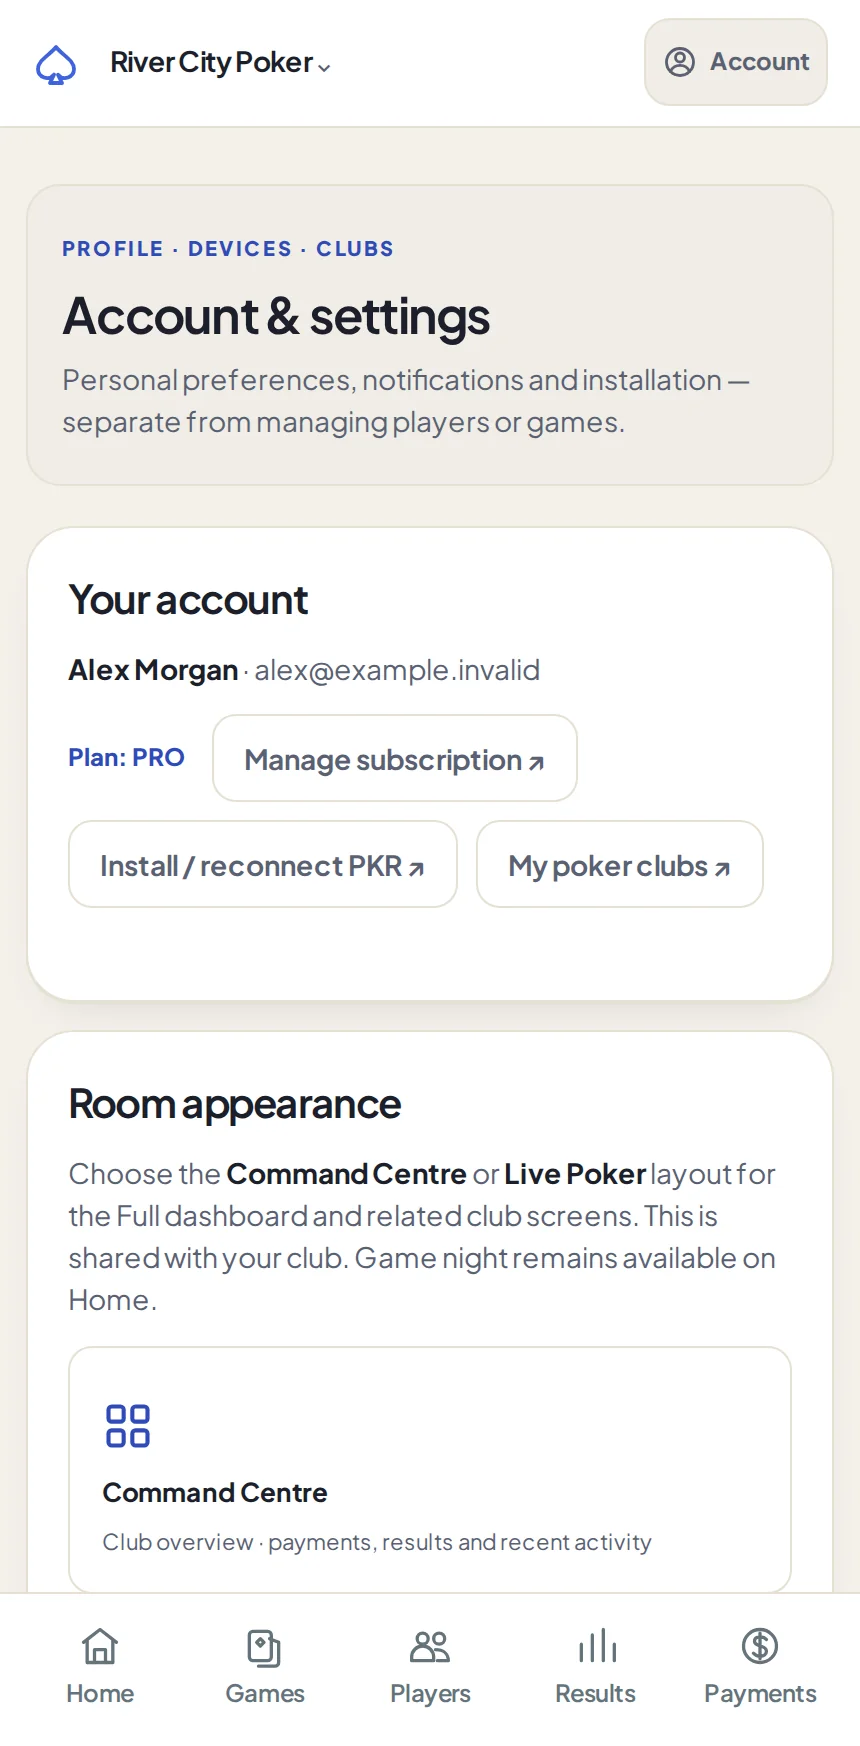 River City Poker
Account
PROFILE · DEVICES · CLUBS
Account & settings
Personal preferences, notifications and installation —
separate from managing players or games.
Your account
Alex Morgan · alex@example.invalid
Plan: PRO
Manage subscription ↗
Install / reconnect PKR ↗
My poker clubs ↗
Room appearance
Choose the Command Centre or Live Poker layout for
the Full dashboard and related club screens. This is
shared with your club. Game night remains available on
Home.
Command Centre
Club overview · payments, results and recent activity
Home
Games
Players
Results
Payments